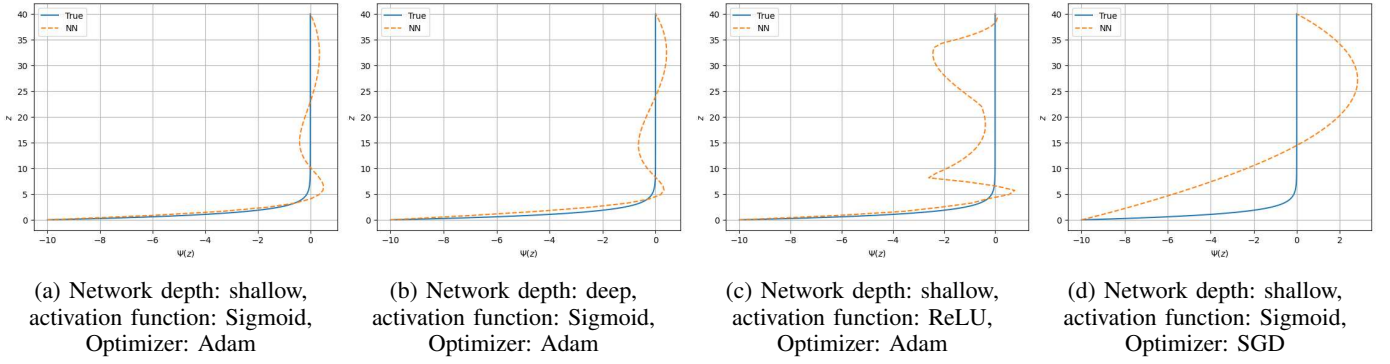 40
35
30
25
20
15
10
5
0
z
True
NN
−10
−8
−6
−4
−2
0
Ψ(z)
40
35
30
25
20
15
10
5
0
z
True
NN
−10
−8
−6
−4
−2
0
Ψ(z)
40
35
30
25
20
15
10
5
0
z
True
NN
−10
−8
−6
−4
−2
0
Ψ(z)
40
35
30
25
20
15
10
5
0
z
True
NN
−10
−8
−6
−4
−2
0
2
Ψ(z)
(a) Network depth: shallow,
activation function: Sigmoid,
Optimizer: Adam
(b) Network depth: deep,
activation function: Sigmoid,
Optimizer: Adam
(c) Network depth: shallow,
activation function: ReLU,
Optimizer: Adam
(d) Network depth: shallow,
activation function: Sigmoid,
Optimizer: SGD